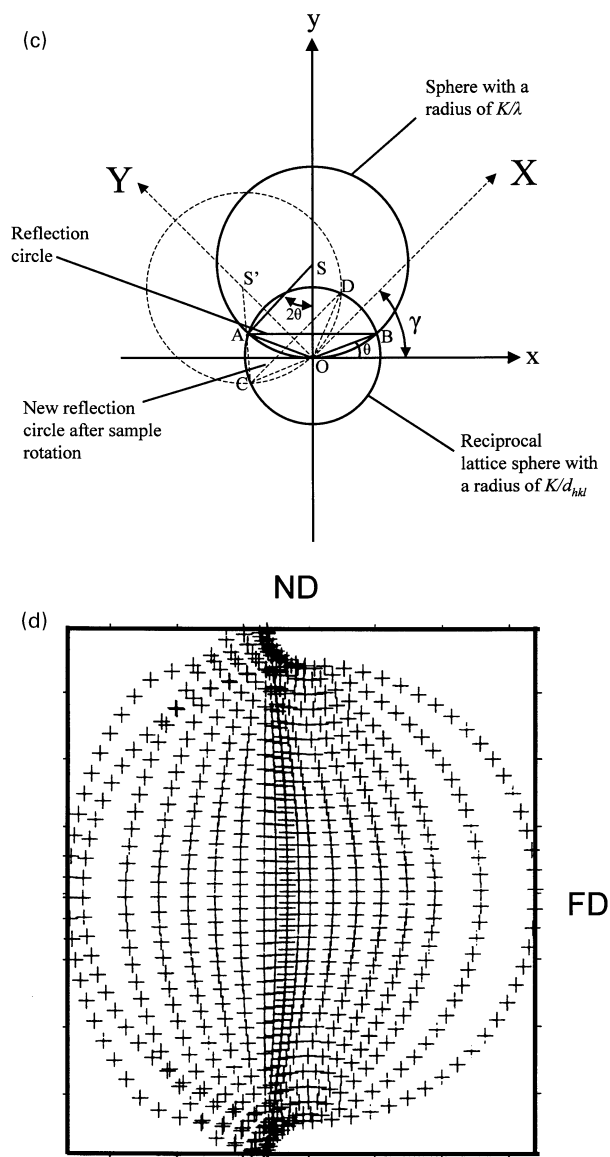 (c)
y
Sphere with a
radius of K/λ
Y
X
Reflection
circle
S'
S
D
2θ
A
B
γ
θ
x
O
C
New reflection
circle after sample
rotation
Reciprocal
lattice sphere with
a radius of K/d_hkl
ND
(d)
FD